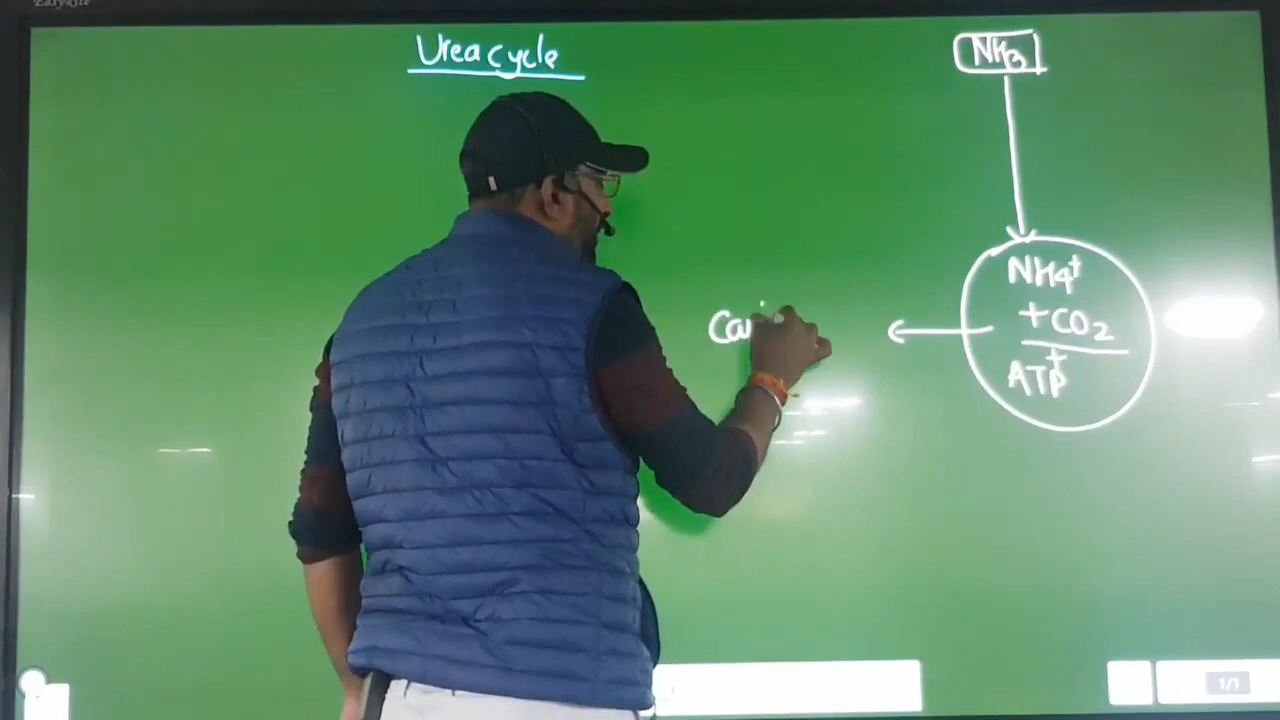 Urea cycle
NH3
NH4+
+ CO2
+
ATP
Ca
1/1